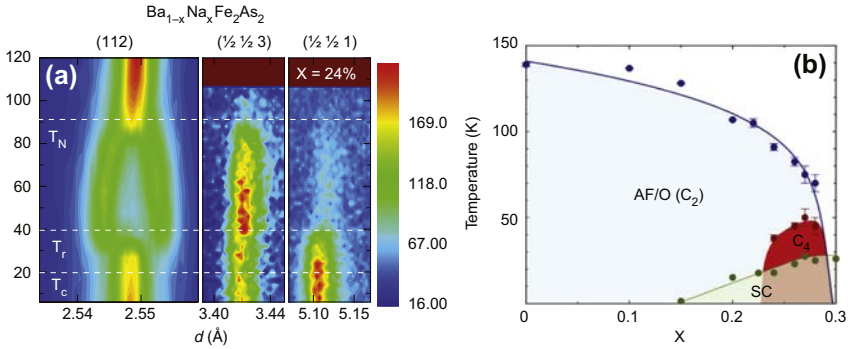 Ba1–xNaxFe2As2
(112) (½ ½ 3) (½ ½ 1)
(a) X = 24%
120
100
80
60
40
20
TN
Tr
Tc
2.54 2.55 3.40 3.44 5.10 5.15
d (Å)
169.0
118.0
67.00
16.00
(b)
Temperature (K)
150
100
50
0
AF/O (C2)
C4
SC
0 0.1 0.2 0.3
X